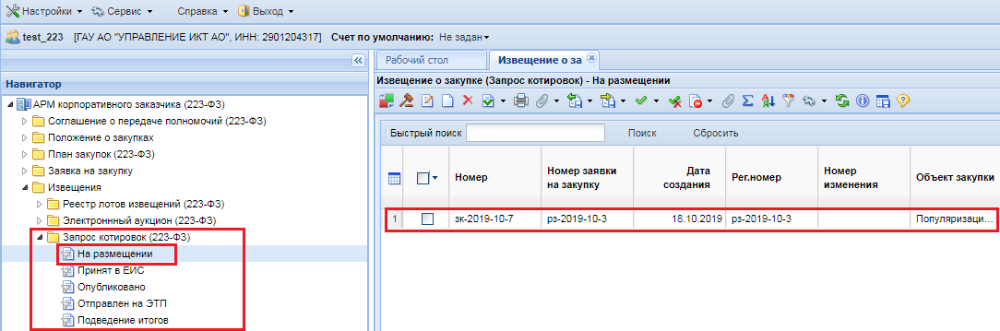 Настройки Сервис Справка Выход
test_223 [ГАУ АО "УПРАВЛЕНИЕ ИКТ АО", ИНН: 2901204317] Счет по умолчанию: Не задан
Навигатор
АРМ корпоративного заказчика (223-ФЗ)
Соглашение о передаче полномочий (223-ФЗ)
Положение о закупках
План закупок (223-ФЗ)
Заявка на закупку
Извещения
Реестр лотов извещений (223-ФЗ)
Электроннный аукцион (223-ФЗ)
Запрос котировок (223-ФЗ)
На размещении
Принят в ЕИС
Опубликовано
Отправлен на ЭТП
Подведение итогов
Рабочий стол Извещение о за
Извещение о закупке (Запрос котировок) - На размещении
Быстрый поиск Поиск Сбросить
Номер Номер заявки на закупку Дата создания Рег.номер Номер изменения Объект закупки
1 зк-2019-10-7 ps-2019-10-3 18.10.2019 ps-2019-10-3 Популяризаци...